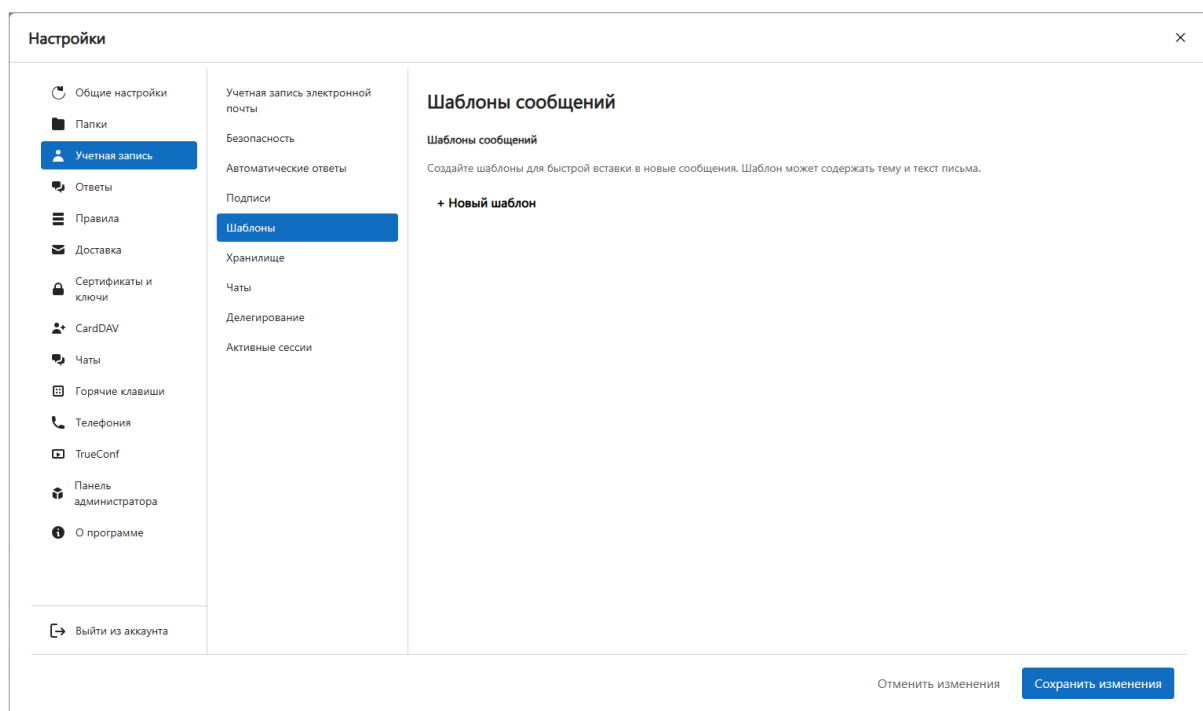 Настройки
Общие настройки
Папки
Учетная запись
Ответы
Правила
Доставка
Сертификаты и
ключи
CardDAV
Чаты
Горячие клавиши
Телефония
TrueConf
Панель
администратора
О программе
Выйти из аккаунта
Учетная запись электронной
почты
Безопасность
Автоматические ответы
Подписи
Шаблоны
Хранилище
Чаты
Делегирование
Активные сессии
Шаблоны сообщений
Шаблоны сообщений
Создайте шаблоны для быстрой вставки в новые сообщения. Шаблон может содержать тему и текст письма.
+ Новый шаблон
Отменить изменения
Сохранить изменения